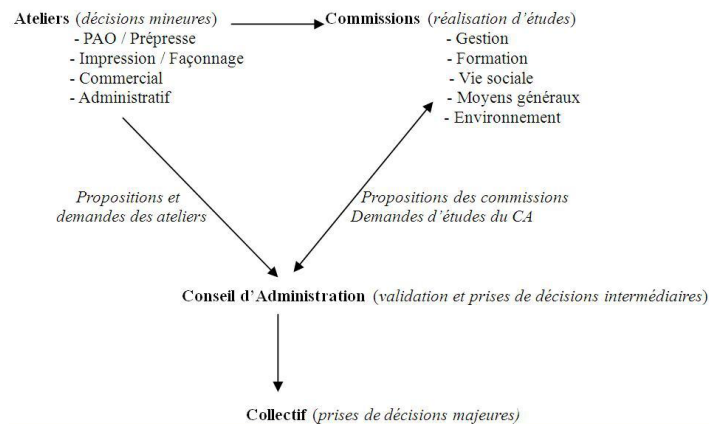 Ateliers (décisions mineures)
- PAO / Prépresse
- Impression / Façonnage
- Commercial
- Administratif
Commissions (réalisation d'études)
- Gestion
- Formation
- Vie sociale
- Moyens généraux
- Environnement
Propositions et
demandes des ateliers
Propositions des commissions
Demandes d'études du CA
Conseil d'Administration (validation et prises de décisions intermédiaires)
Collectif (prises de décisions majeures)